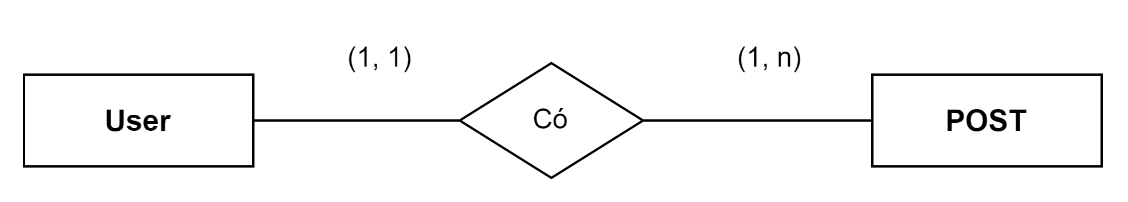 (1, 1)
(1, n)
User
Có
POST